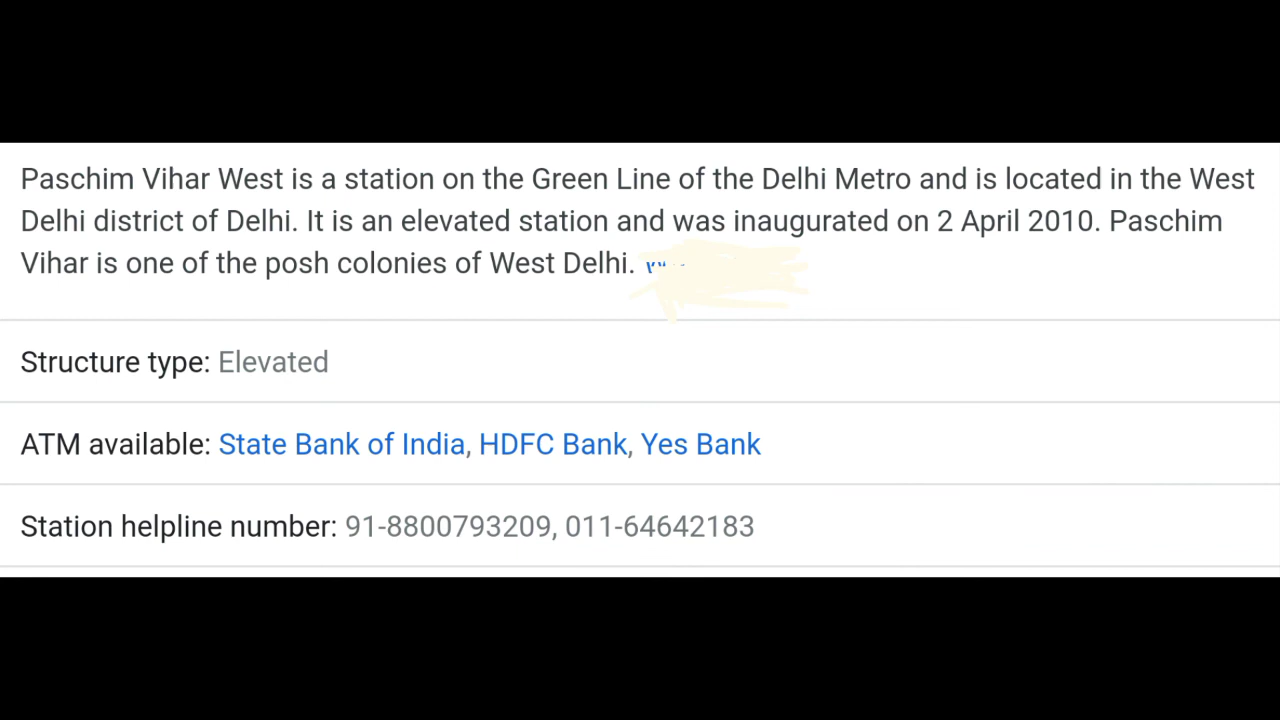 Paschim Vihar West is a station on the Green Line of the Delhi Metro and is located in the West
Delhi district of Delhi. It is an elevated station and was inaugurated on 2 April 2010. Paschim
Vihar is one of the posh colonies of West Delhi.
Structure type: Elevated
ATM available: State Bank of India, HDFC Bank, Yes Bank
Station helpline number: 91-8800793209, 011-64642183